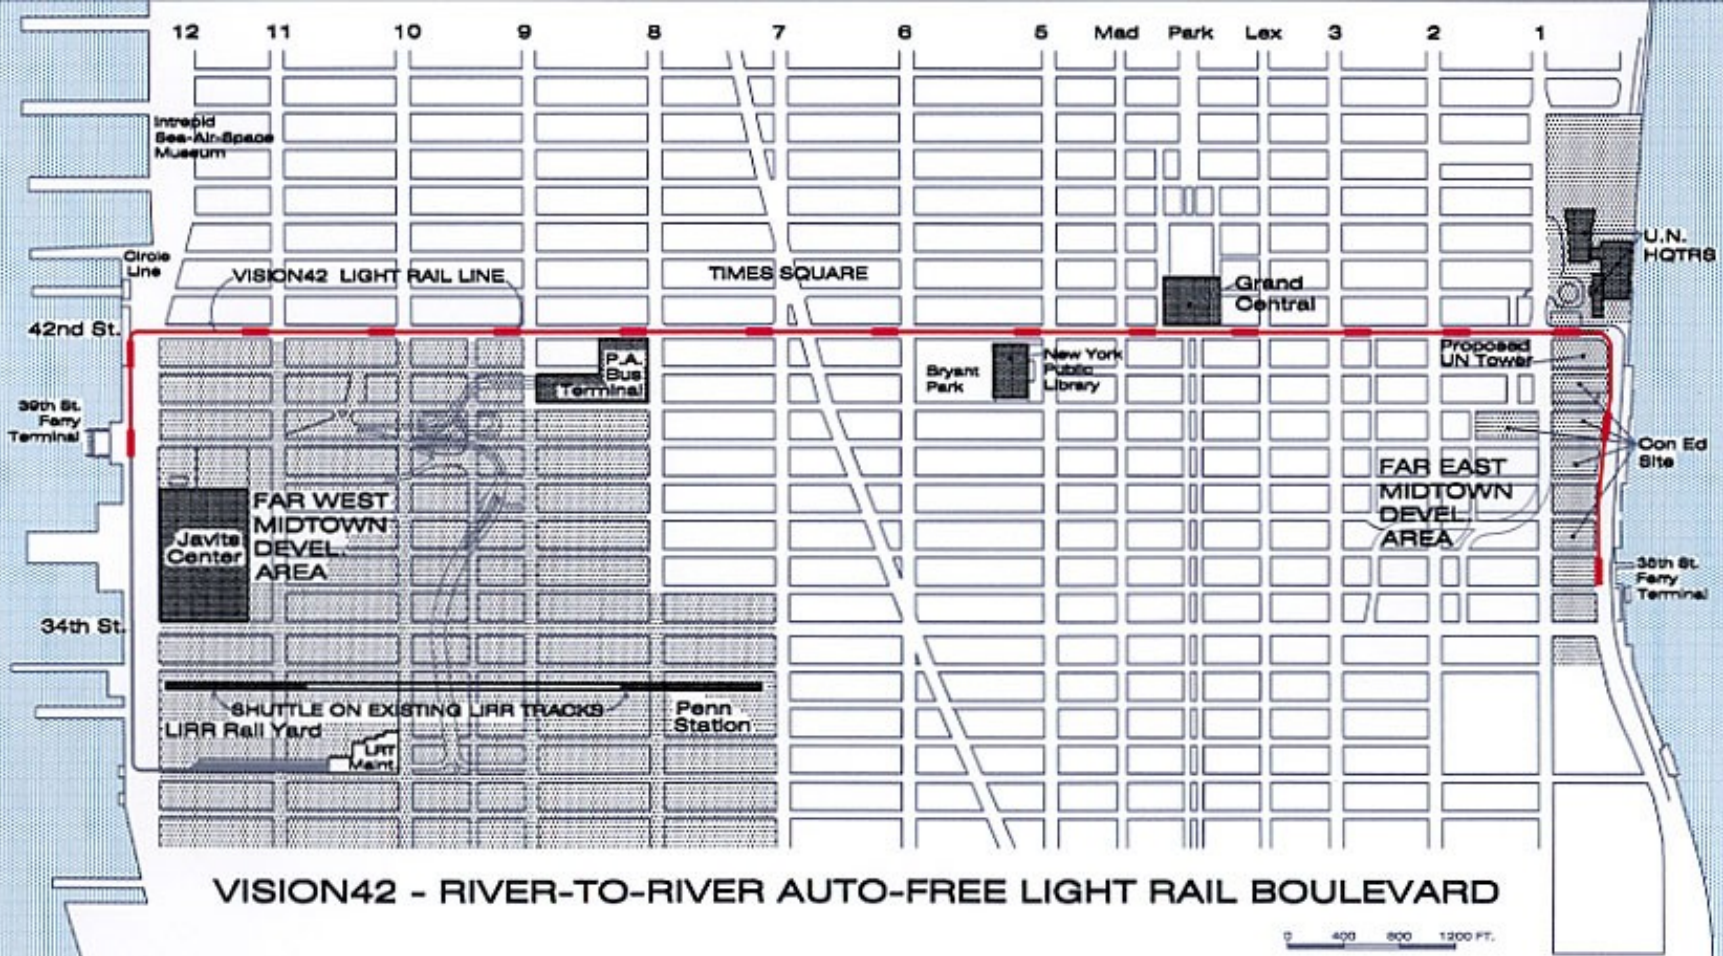 12 11 10 9 8 7 6 5 Mad Park Lex 3 2 1
Intrepid
Sea-Air-Space
Museum
U.N.
HQTRS
Circle
Line
VISION42 LIGHT RAIL LINE
TIMES SQUARE
Grand
Central
42nd St.
Proposed
UN Tower
P.A.
Bus
Terminal
Bryant
Park
New York
Public
Library
39th St.
Ferry
Terminal
Con Ed
Site
FAR WEST
MIDTOWN
DEVEL.
AREA
FAR EAST
MIDTOWN
DEVEL.
AREA
Javits
Center
35th St.
Ferry
Terminal
34th St.
SHUTTLE ON EXISTING LIRR TRACKS
Penn
Station
LIRR Rail Yard
LRT
Maint.
VISION42 - RIVER-TO-RIVER AUTO-FREE LIGHT RAIL BOULEVARD
0 400 800 1200 FT.